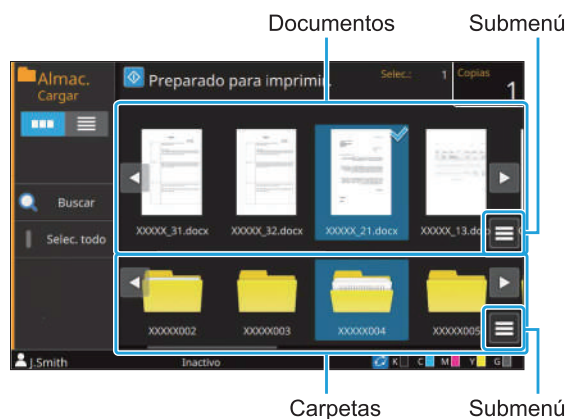 Documentos
Submenú
Almac.
Cargar
Preparado para imprimir.
Selec.: 1
Copias
1
Buscar
Selec. todo
XXXXX_31.docx
XXXXX_32.docx
XXXXX_21.docx
XXXXX_13.do
XXXXX002
XXXXX003
XXXXX004
XXXXX005
J.Smith
Inactivo
K C M Y G
Carpetas
Submenú